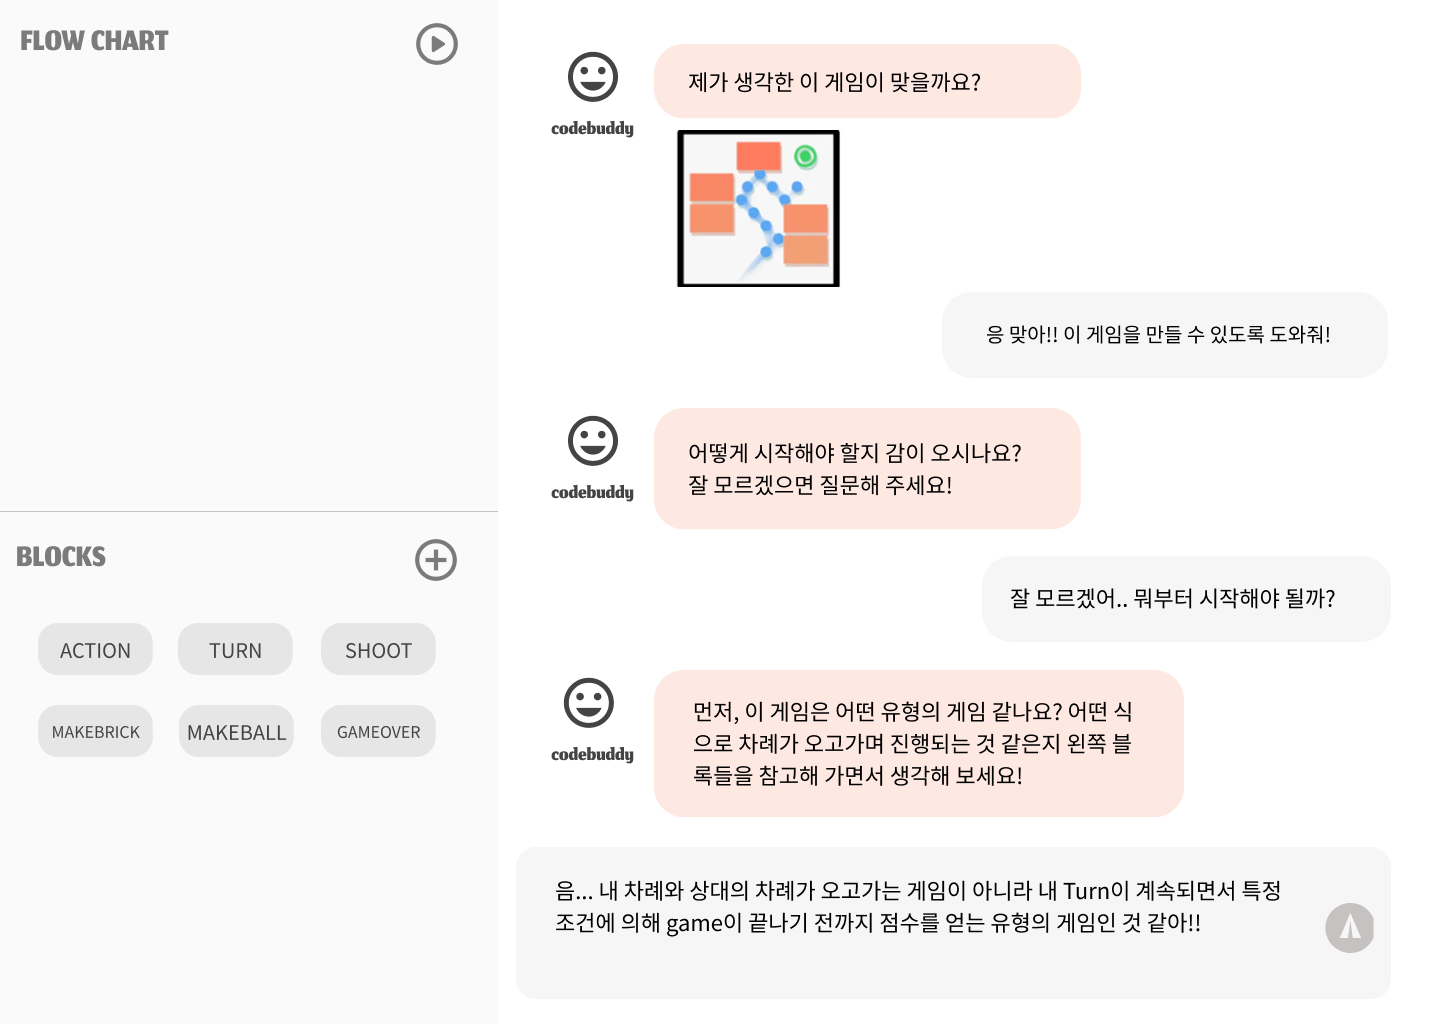 FLOW CHART
BLOCKS
ACTION
TURN
SHOOT
MAKEBRICK
MAKEBALL
GAMEOVER
제가 생각한 이 게임이 맞을까요?
codebuddy
응 맞아!! 이 게임을 만들 수 있도록 도와줘!
어떻게 시작해야 할지 감이 오시나요?
잘 모르겠으면 질문해 주세요!
codebuddy
잘 모르겠어.. 뭐부터 시작해야 될까?
먼저, 이 게임은 어떤 유형의 게임 같나요? 어떤 식
으로 차례가 오고가며 진행되는 것 같은지 왼쪽 블
록들을 참고해 가면서 생각해 보세요!
codebuddy
음... 내 차례와 상대의 차례가 오고가는 게임이 아니라 내 Turn이 계속되면서 특정
조건에 의해 game이 끝나기 전까지 점수를 얻는 유형의 게임인 것 같아!!